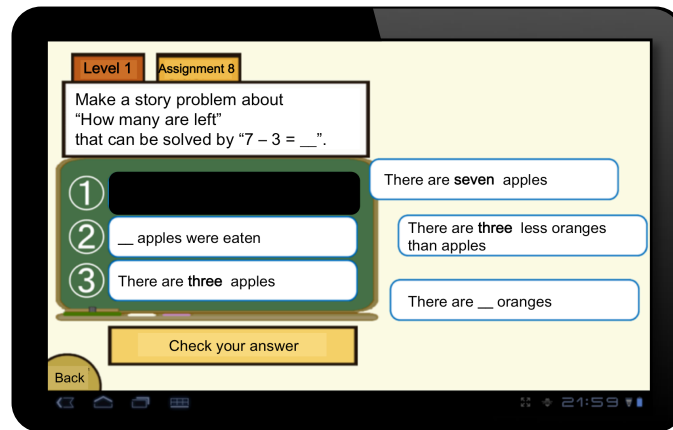 Level 1
Assignment 8
Make a story problem about
“How many are left”
that can be solved by “7 – 3 = __”.
①
There are seven apples
② __ apples were eaten
There are three less oranges
than apples
③ There are three apples
There are __ oranges
Check your answer
Back
21:59